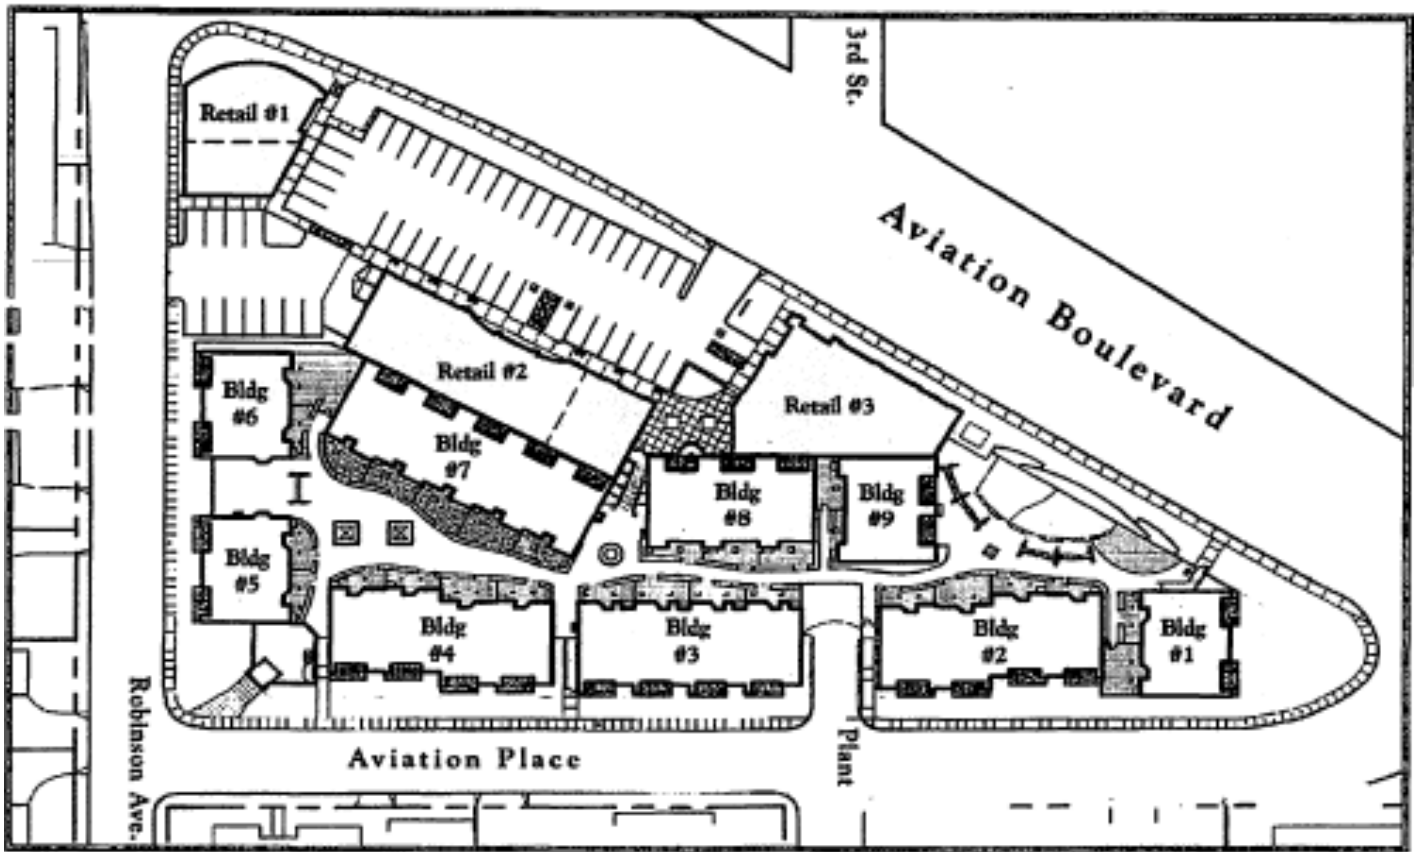 3rd St.
Retail #1
Aviation Boulevard
Retail #2
Retail #3
Bldg
#6
Bldg
#7
Bldg
#8
Bldg
#9
Bldg
#5
Bldg
#4
Bldg
#3
Bldg
#2
Bldg
#1
Robinson Ave.
Aviation Place
Plant